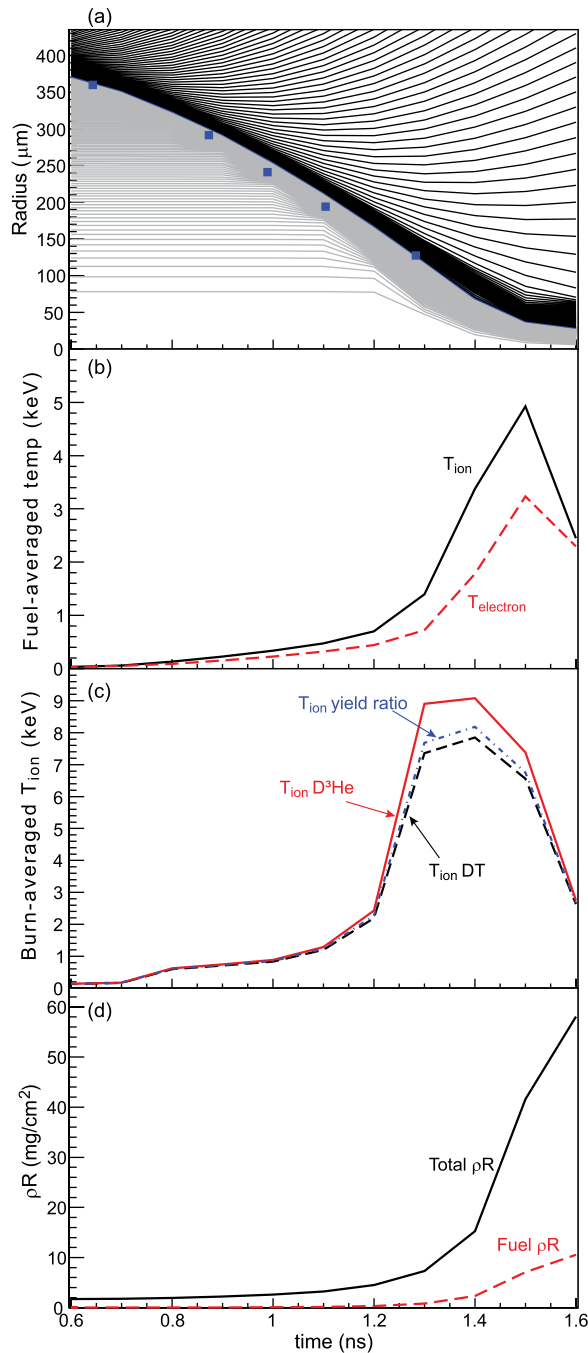 (a)
400
350
300
250
200
150
100
50
0
Radius (μm)
(b)
5
4
3
2
1
0
Fuel-averaged temp (keV)
T_ion
T_electron
(c)
9
8
7
6
5
4
3
2
1
0
Burn-averaged T_ion (keV)
T_ion yield ratio
T_ion D³He
T_ion DT
(d)
60
50
40
30
20
10
0
ρR (mg/cm²)
Total ρR
Fuel ρR
0.6 0.8 1 1.2 1.4 1.6
time (ns)